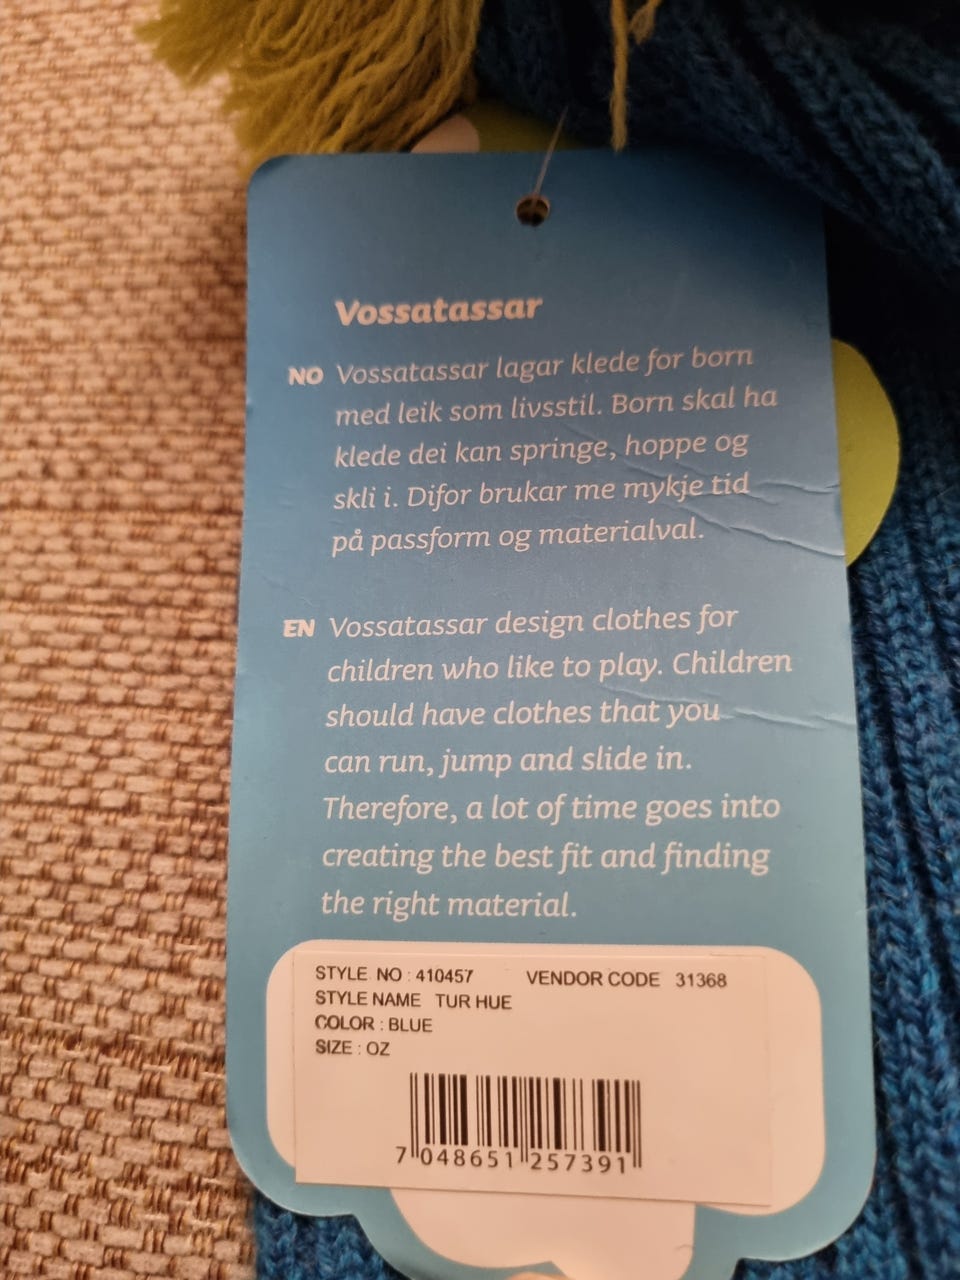 Vossatassar
NO Vossatassar lagar klede for born
med leik som livsstil. Born skal ha
klede dei kan springe, hoppe og
skli i. Difor brukar me mykje tid
på passform og materialval.
EN Vossatassar design clothes for
children who like to play. Children
should have clothes that you
can run, jump and slide in.
Therefore, a lot of time goes into
creating the best fit and finding
the right material.
STYLE NO : 410457 VENDOR CODE 31368
STYLE NAME TUR HUE
COLOR : BLUE
SIZE : OZ
7 048651 257391